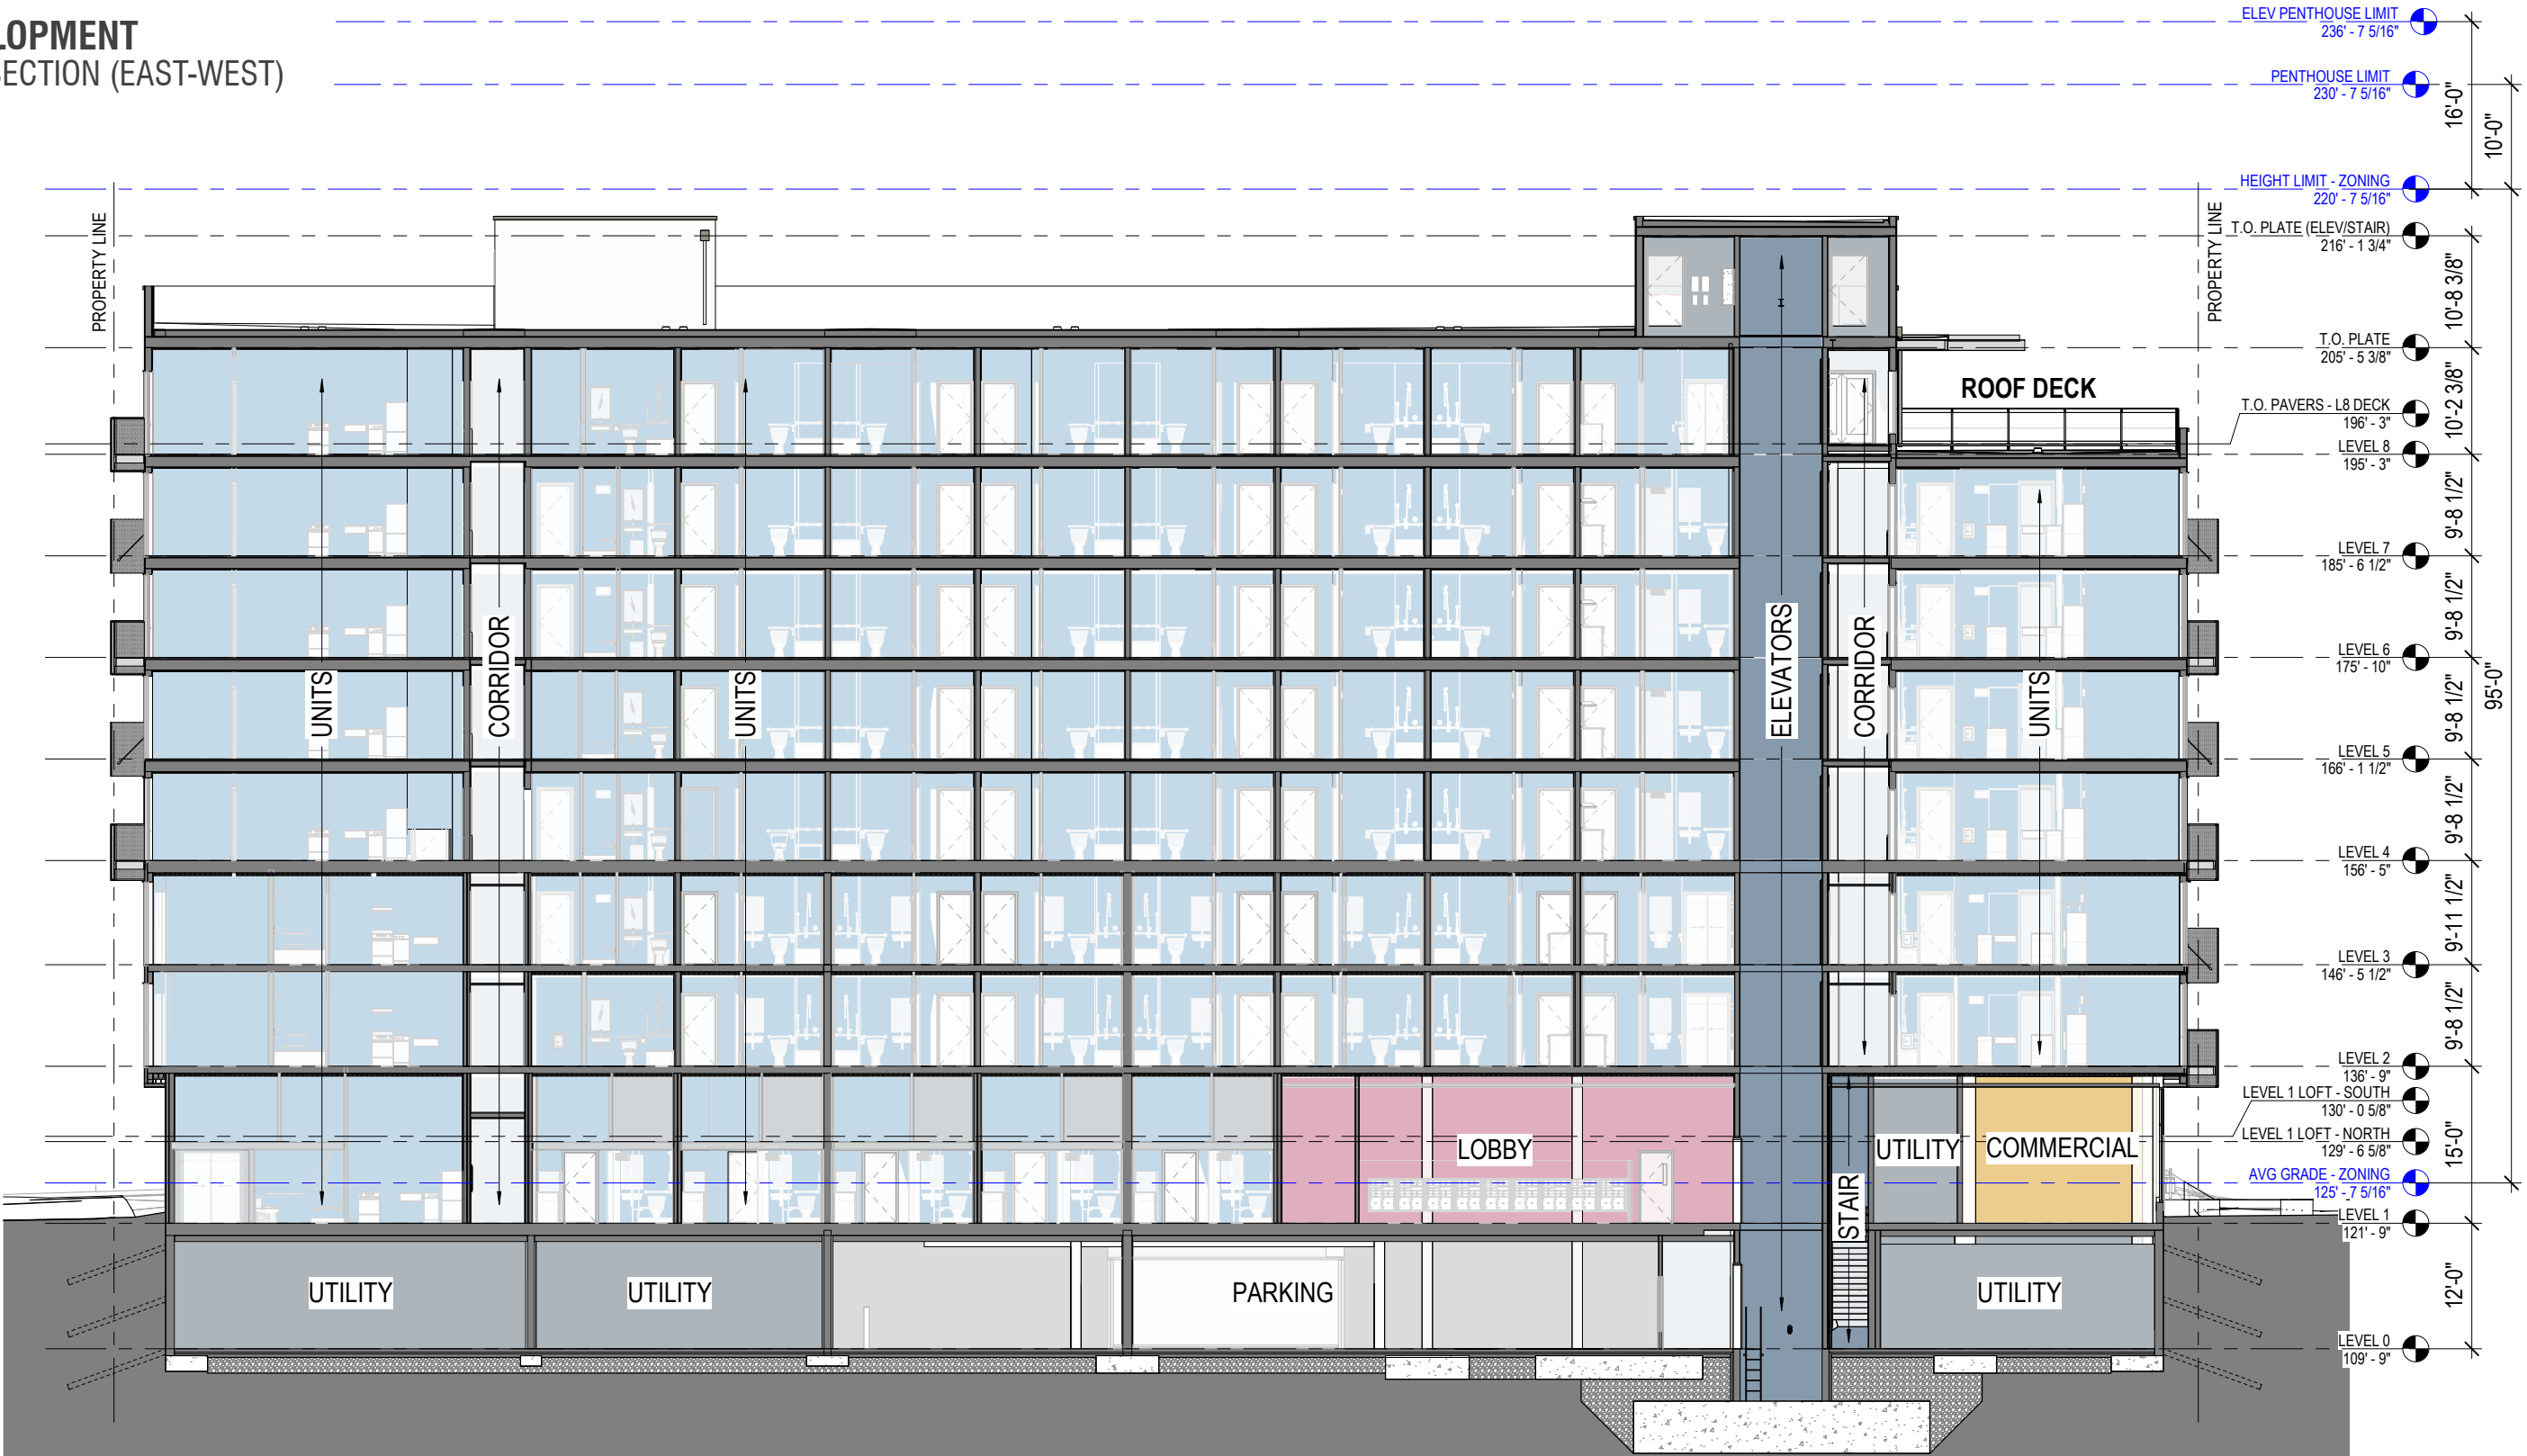 LOPMENT
SECTION (EAST-WEST)
ELEV PENTHOUSE LIMIT
236' - 7 5/16"
PENTHOUSE LIMIT
230' - 7 5/16"
16'-0"
10'-0"
HEIGHT LIMIT - ZONING
220' - 7 5/16"
PROPERTY LINE
PROPERTY LINE
T.O. PLATE (ELEV/STAIR)
216' - 1 3/4"
10'-8 3/8"
T.O. PLATE
205' - 5 3/8"
ROOF DECK
10'-2 3/8"
T.O. PAVERS - L8 DECK
196' - 3"
LEVEL 8
195' - 3"
9'-8 1/2"
LEVEL 7
185' - 6 1/2"
9'-8 1/2"
LEVEL 6
175' - 10"
UNITS
CORRIDOR
UNITS
ELEVATORS
CORRIDOR
UNITS
9'-8 1/2"
95'-0"
LEVEL 5
166' - 1 1/2"
9'-8 1/2"
LEVEL 4
156' - 5"
9'-11 1/2"
LEVEL 3
146' - 5 1/2"
9'-8 1/2"
LEVEL 2
136' - 9"
LEVEL 1 LOFT - SOUTH
130' - 0 5/8"
LEVEL 1 LOFT - NORTH
129' - 6 5/8"
15'-0"
LOBBY
UTILITY
COMMERCIAL
AVG GRADE - ZONING
125' - 7 5/16"
STAIR
LEVEL 1
121' - 9"
UTILITY
UTILITY
PARKING
UTILITY
12'-0"
LEVEL 0
109' - 9"